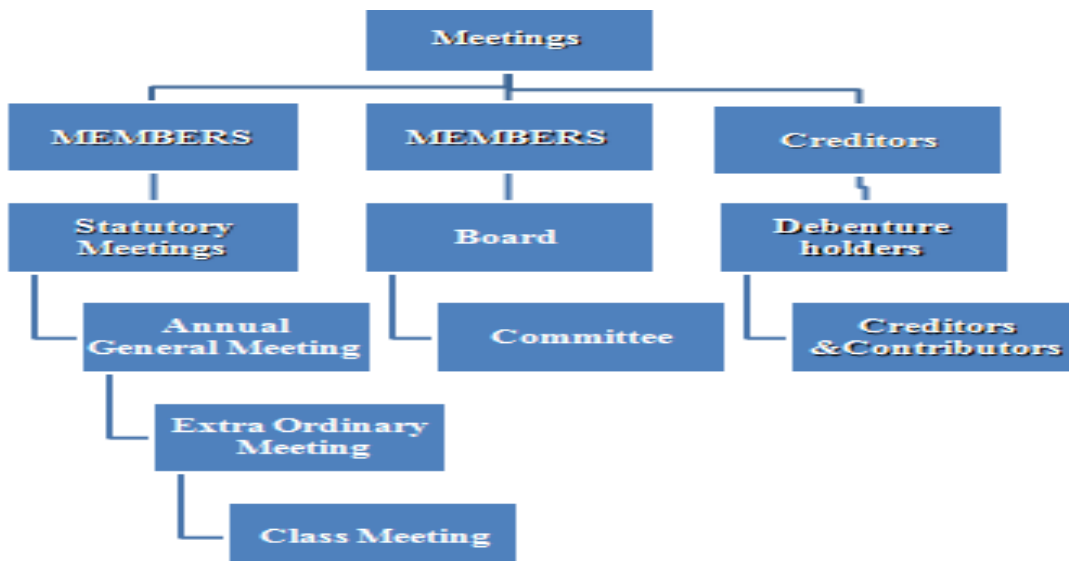 Meetings
MEMBERS
MEMBERS
Creditors
Statutory
Meetings
Board
Debenture
holders
Annual
General Meeting
Committee
Creditors
&Contributors
Extra Ordinary
Meeting
Class Meeting